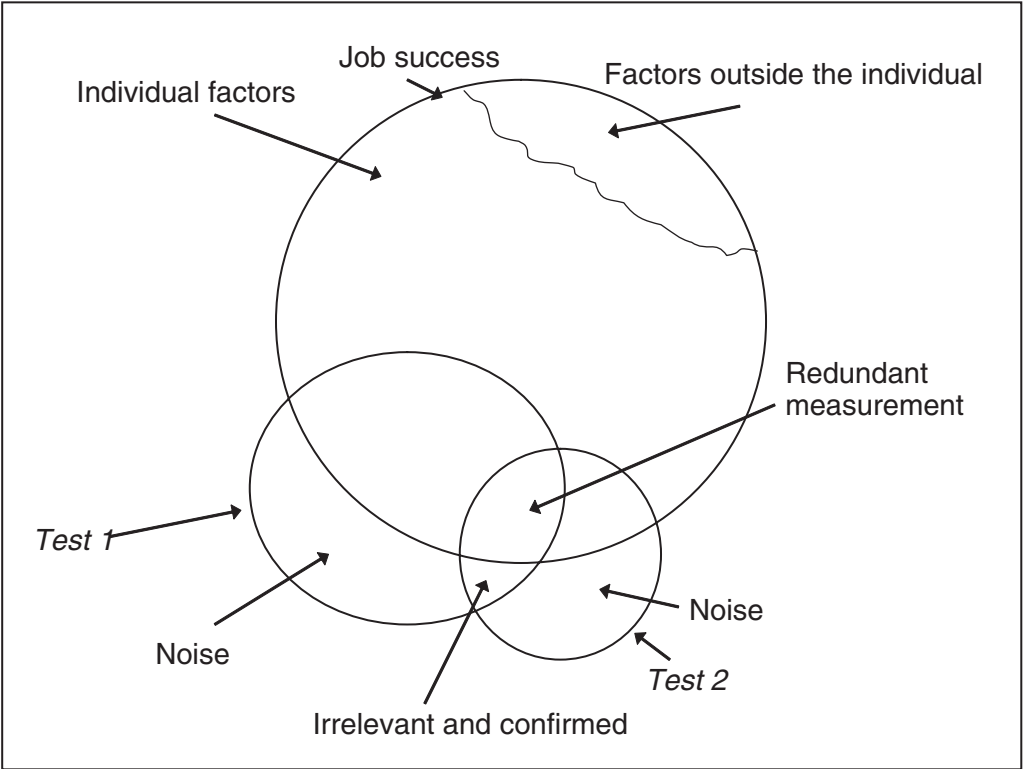 Job success
Factors outside the individual
Individual factors
Redundant
measurement
Test 1
Noise
Noise
Test 2
Irrelevant and confirmed